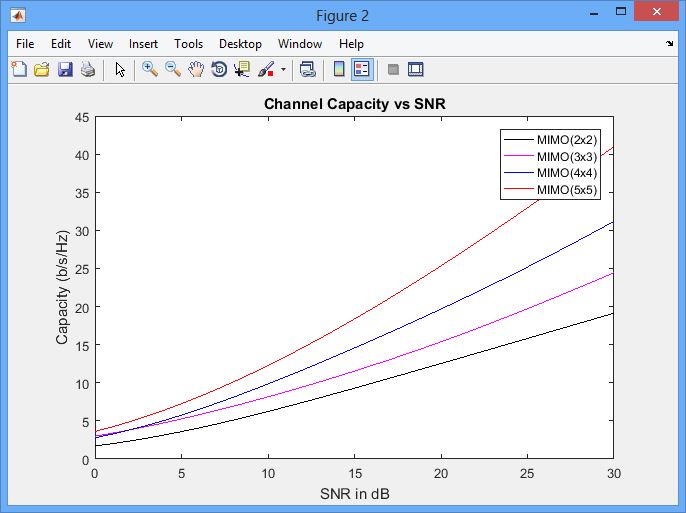 Figure 2
File Edit View Insert Tools Desktop Window Help
Channel Capacity vs SNR
MIMO(2x2)
MIMO(3x3)
MIMO(4x4)
MIMO(5x5)
45
40
35
30
25
20
15
10
5
0
Capacity (b/s/Hz)
0 5 10 15 20 25 30
SNR in dB